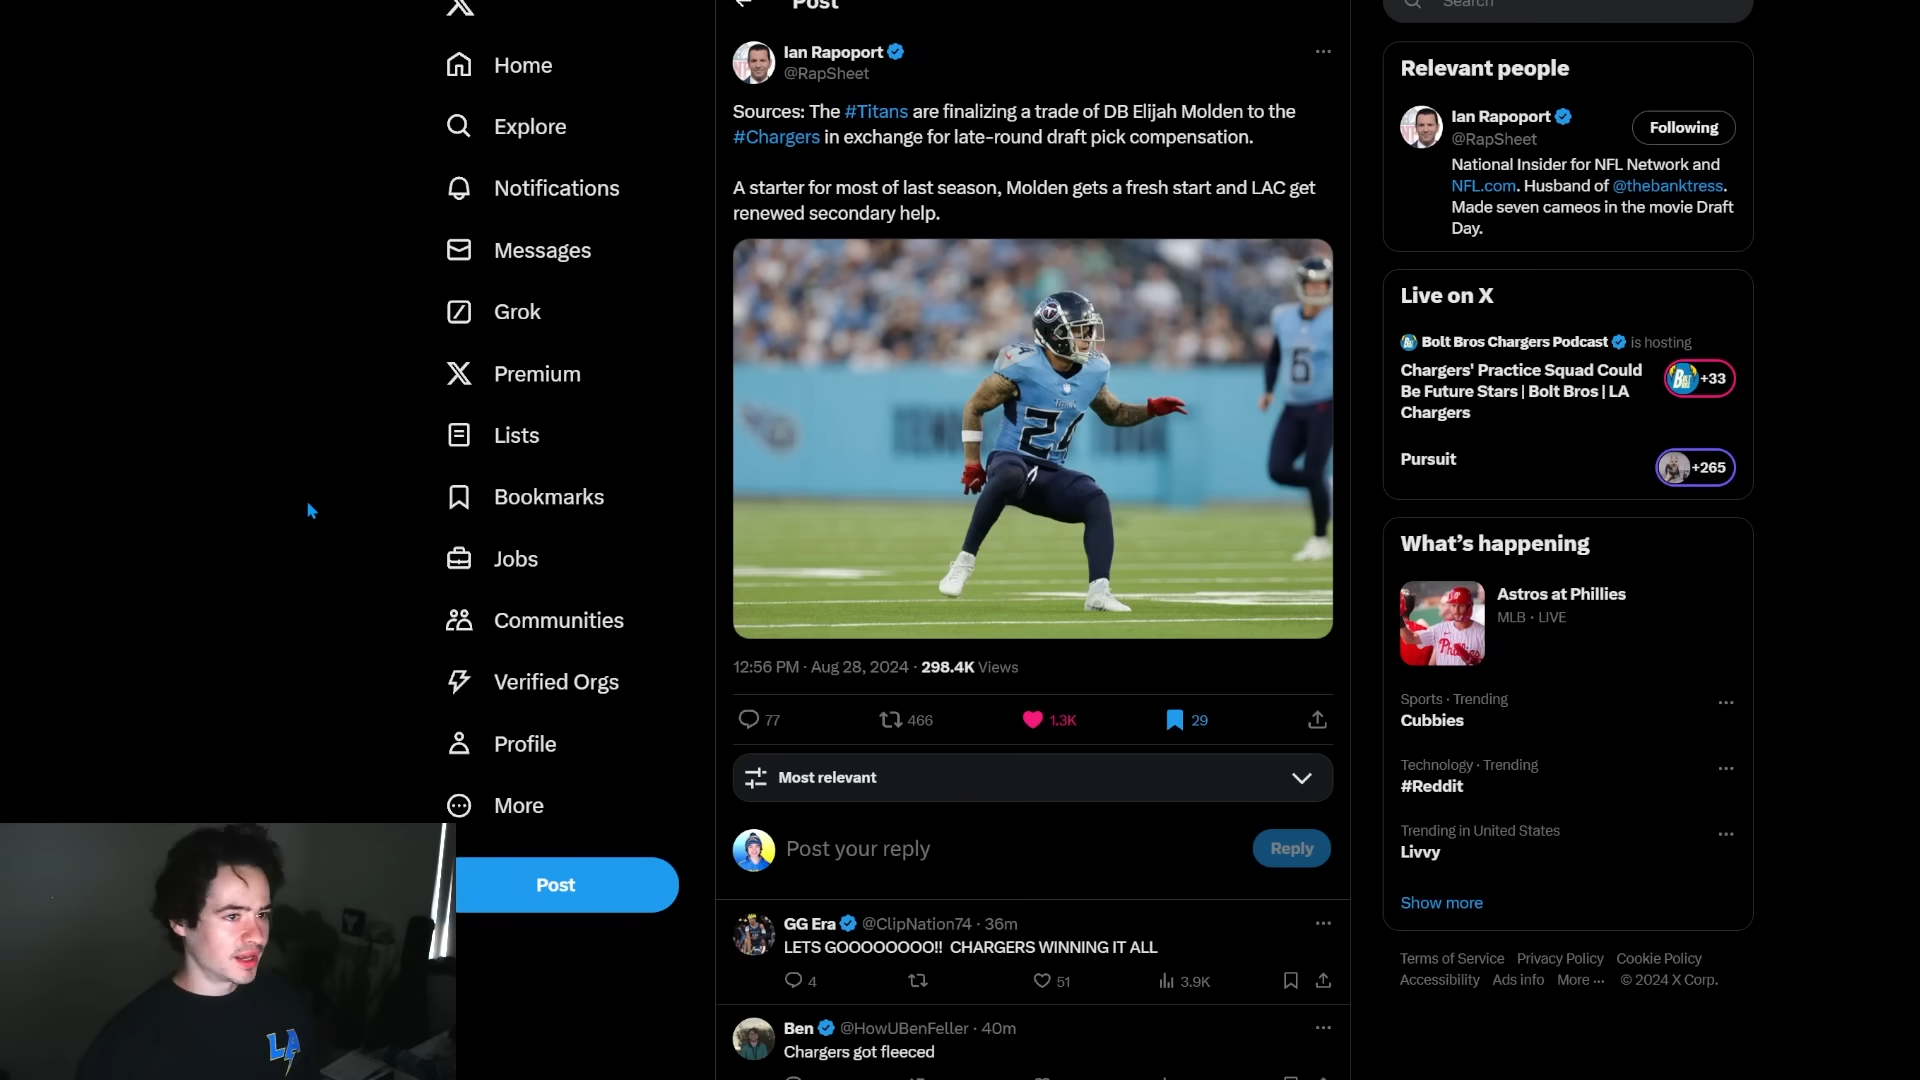 Home
Explore
Notifications
Messages
Grok
Premium
Lists
Bookmarks
Jobs
Communities
Verified Orgs
Profile
More
Post
LA
Post
Ian Rapoport
@RapSheet
Sources: The #Titans are finalizing a trade of DB Elijah Molden to the
#Chargers in exchange for late-round draft pick compensation.
A starter for most of last season, Molden gets a fresh start and LAC get
renewed secondary help.
24
5
12:56 PM · Aug 28, 2024 · 298.4K Views
77 466 1.3K 29
Most relevant
Post your reply
Reply
GG Era @ClipNation74 · 36m
LETS GOOOOOOOO!! CHARGERS WINNING IT ALL
4 51 3.9K
Ben @HowUBenFeller · 40m
Chargers got fleeced
Search
Relevant people
Ian Rapoport
@RapSheet
Following
National Insider for NFL Network and
NFL.com. Husband of @thebanktress.
Made seven cameos in the movie Draft
Day.
Live on X
Bolt Bros Chargers Podcast is hosting
Chargers' Practice Squad Could
Be Future Stars | Bolt Bros | LA
Chargers
+33
Pursuit
+265
What's happening
Astros at Phillies
MLB · LIVE
Sports · Trending
Cubbies
Technology · Trending
#Reddit
Trending in United States
Livvy
Show more
Terms of Service Privacy Policy Cookie Policy
Accessibility Ads info More ··· © 2024 X Corp.